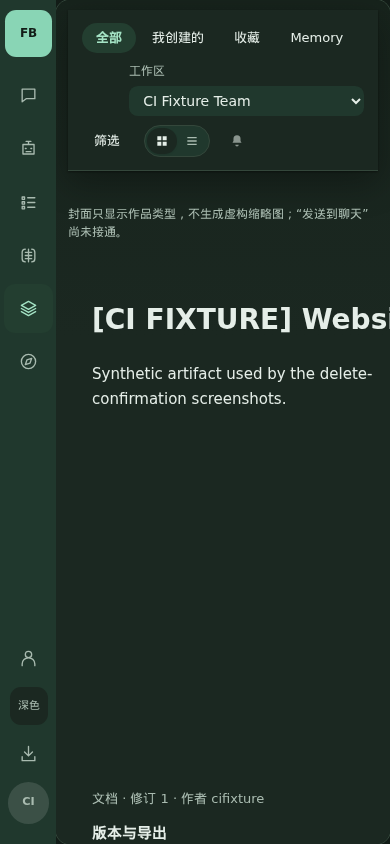 FB
全部 我创建的 收藏 Memory
工作区
CI Fixture Team
筛选
封面只显示作品类型，不生成虚构缩略图；“发送到聊天”
尚未接通。
[CI FIXTURE] Websi
Synthetic artifact used by the delete-
confirmation screenshots.
深色
CI
文档 · 修订 1 · 作者 cifixture
版本与导出